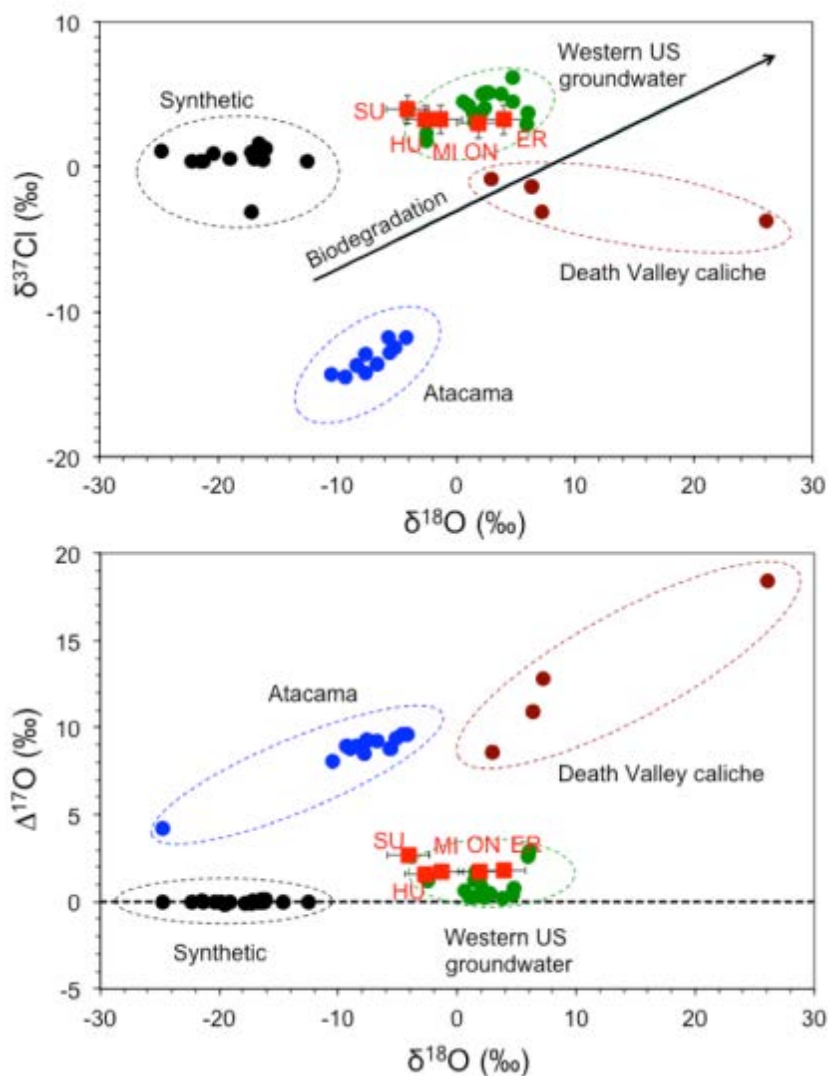 10
0
-10
-20
δ³⁷Cl (‰)
Synthetic
Western US
groundwater
SU
HU
MI
ON
ER
Biodegradation
Death Valley caliche
Atacama
-30
-20
-10
0
10
20
30
δ¹⁸O (‰)
20
15
10
5
0
-5
Δ¹⁷O (‰)
Atacama
Death Valley caliche
SU
MI
ON
ER
HU
Synthetic
Western US
groundwater
-30
-20
-10
0
10
20
30
δ¹⁸O (‰)